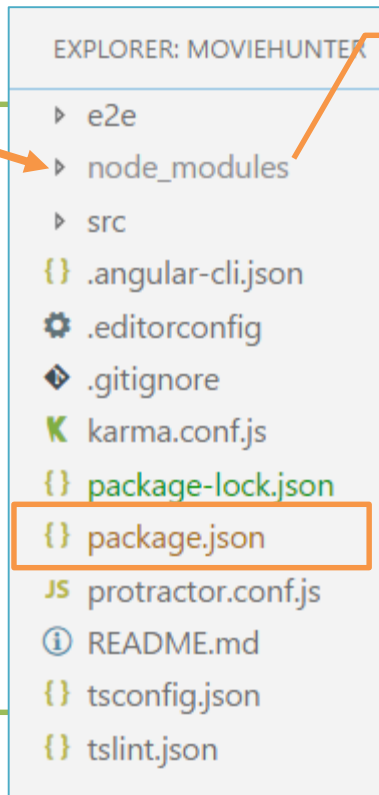 EXPLORER: MOVIEHUNTER
e2e
node_modules
src
{} .angular-cli.json
.editorconfig
.gitignore
K karma.conf.js
{} package-lock.json
{} package.json
JS protractor.conf.js
i README.md
{} tsconfig.json
{} tslint.json